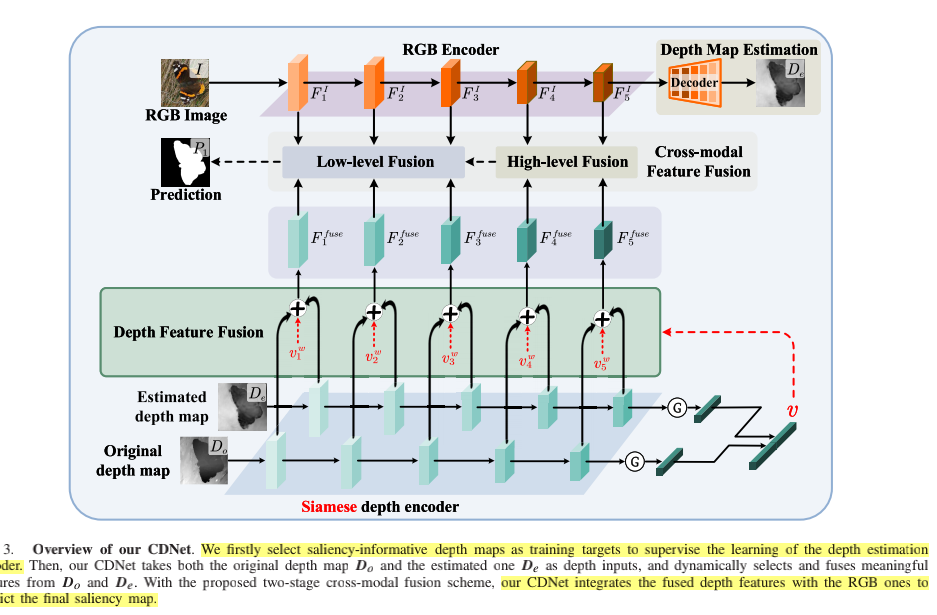 RGB Encoder
Depth Map Estimation
I
F_1^I
F_2^I
F_3^I
F_4^I
F_5^I
Decoder
D_e
RGB Image
P_1
Low-level Fusion
High-level Fusion
Cross-modal
Feature Fusion
Prediction
F_1^{fuse}
F_2^{fuse}
F_3^{fuse}
F_4^{fuse}
F_5^{fuse}
Depth Feature Fusion
v_1^w
v_2^w
v_3^w
v_4^w
v_5^w
Estimated
depth map
D_e
G
v
Original
depth map
D_o
G
Siamese depth encoder
3. Overview of our CDNet. We firstly select saliency-informative depth maps as training targets to supervise the learning of the depth estimation
oder. Then, our CDNet takes both the original depth map D_o and the estimated one D_e as depth inputs, and dynamically selects and fuses meaningful
ures from D_o and D_e. With the proposed two-stage cross-modal fusion scheme, our CDNet integrates the fused depth features with the RGB ones to
ict the final saliency map.